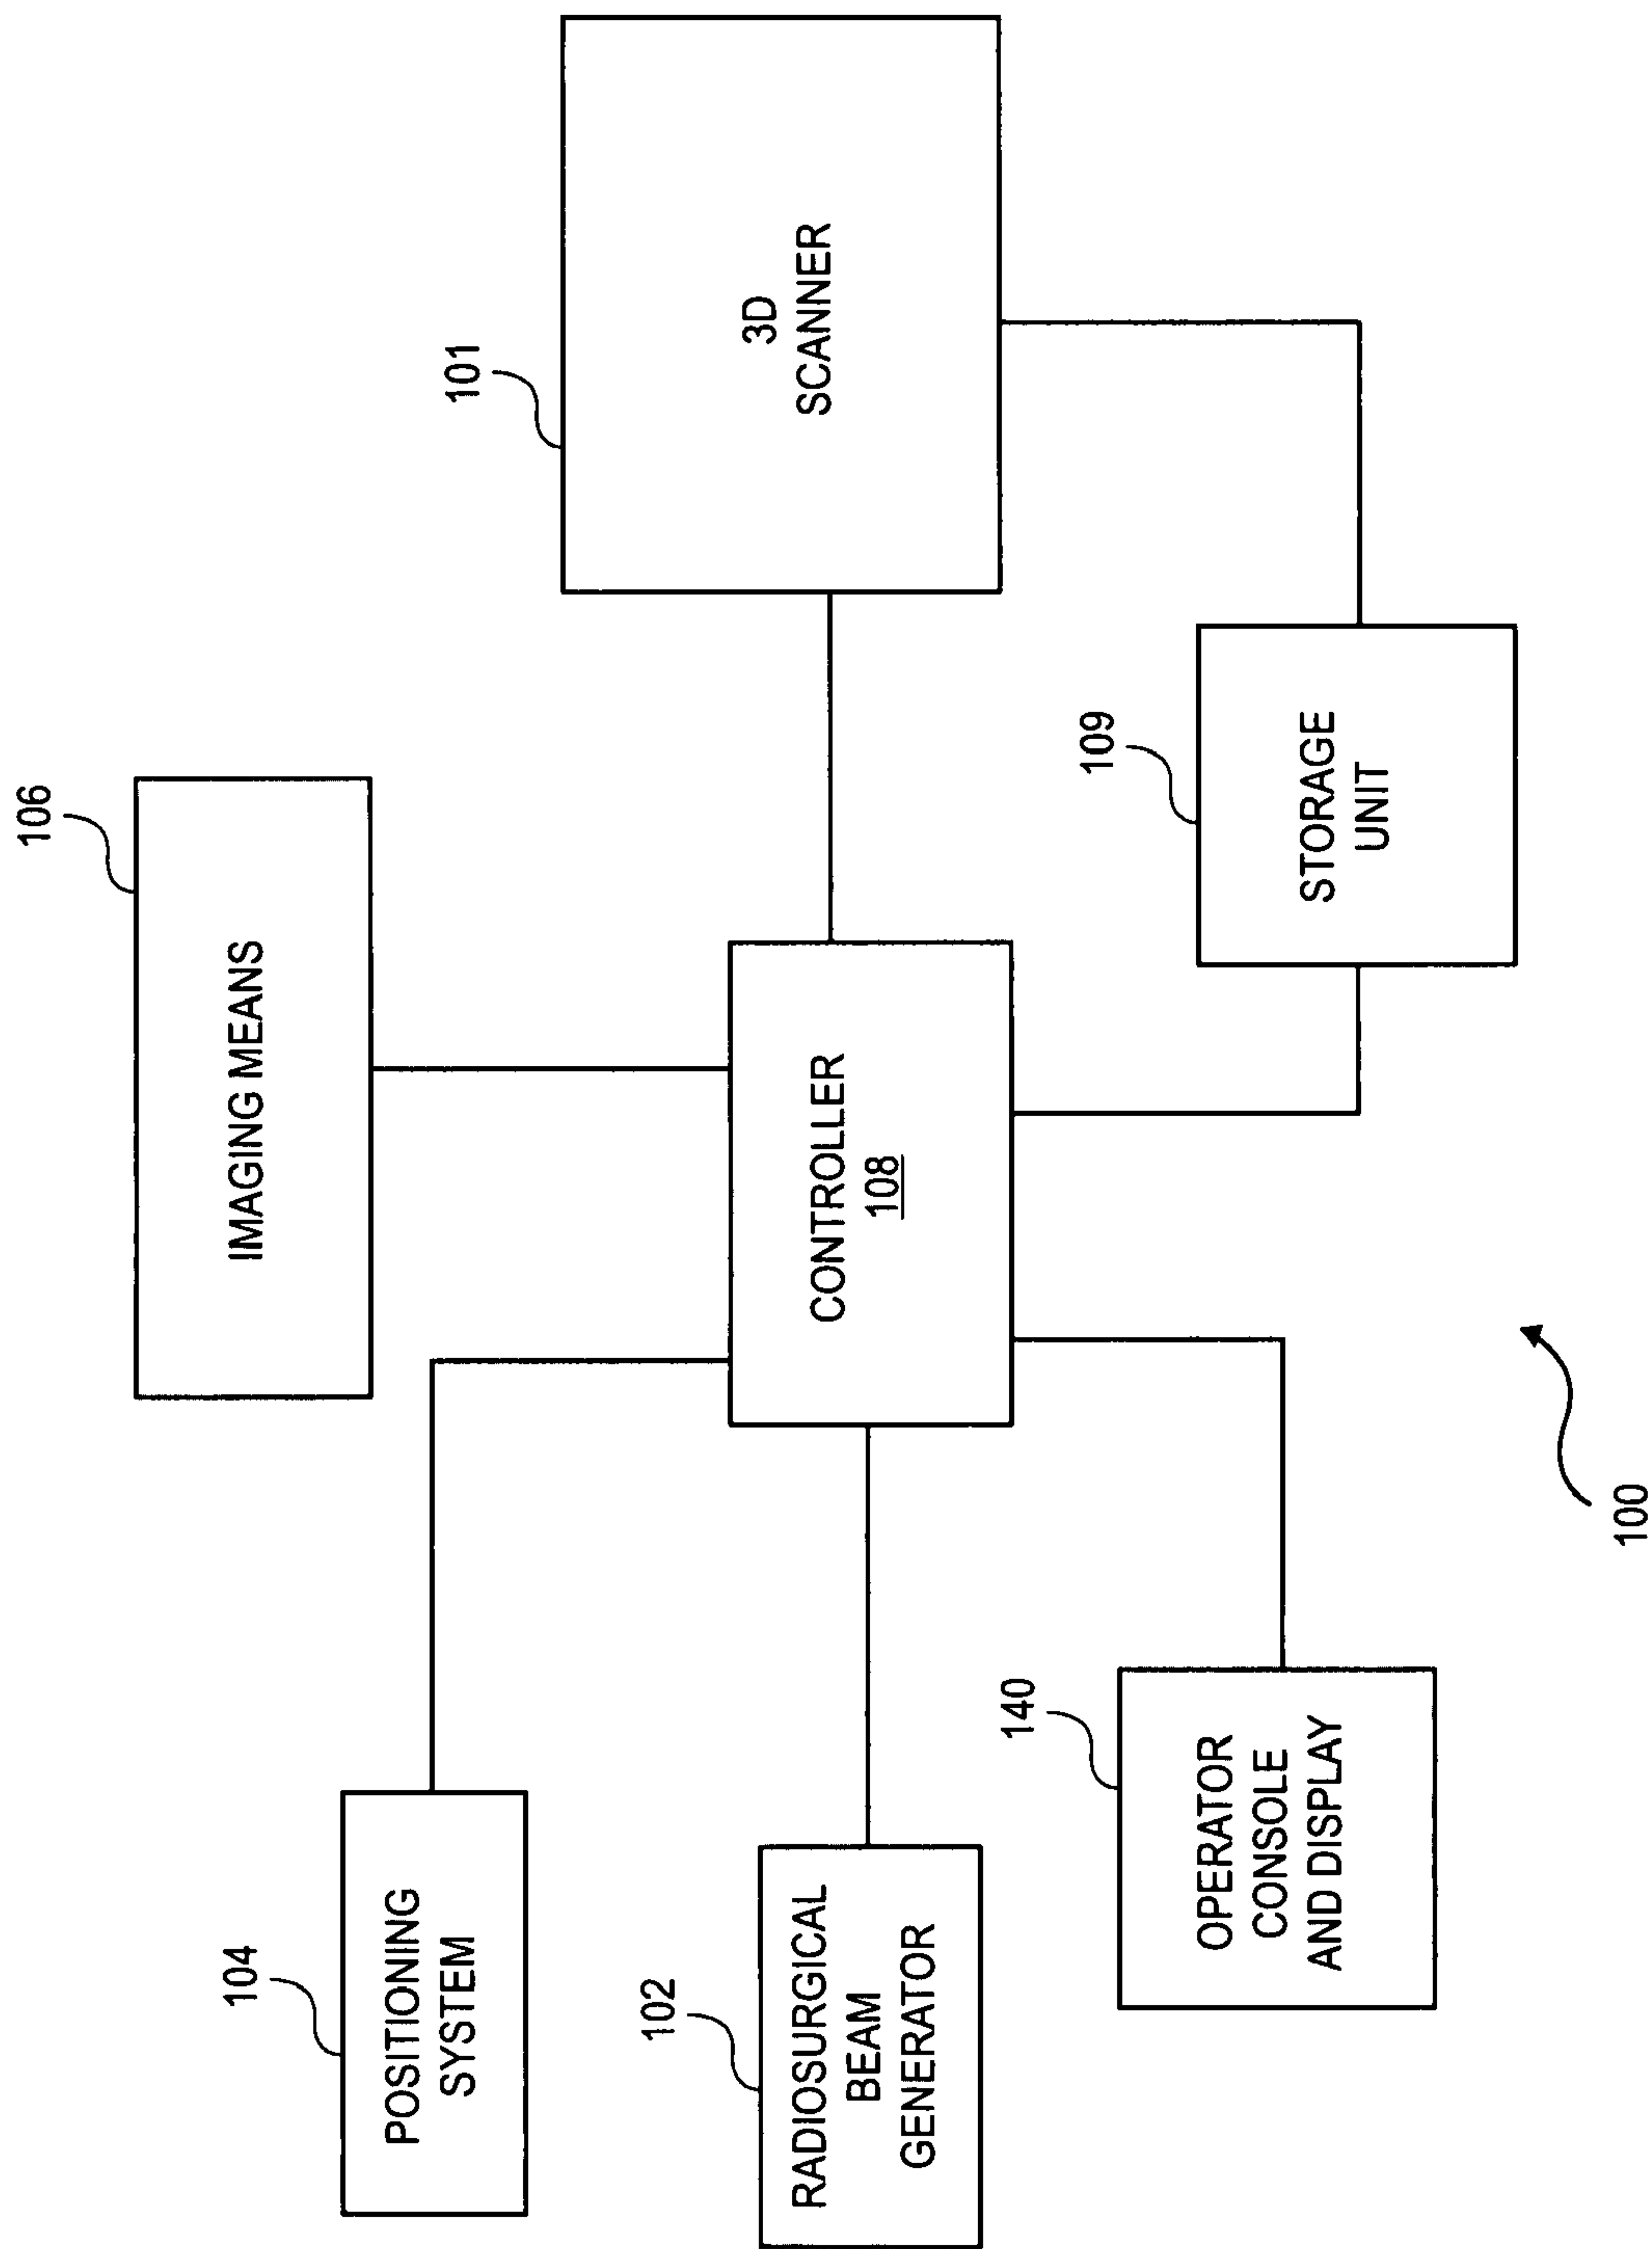 106
IMAGING MEANS
101
3D
SCANNER
104
POSITIONING
SYSTEM
CONTROLLER
108
102
RADIOSURGICAL
BEAM
GENERATOR
109
STORAGE
UNIT
140
OPERATOR
CONSOLE
AND DISPLAY
100